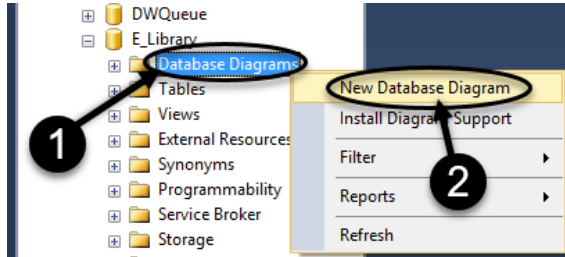 DWQueue
E_Library
Database Diagrams
Tables
Views
External Resources
Synonyms
Programmability
Service Broker
Storage
New Database Diagram
Install Diagram Support
Filter
Reports
Refresh
1
2